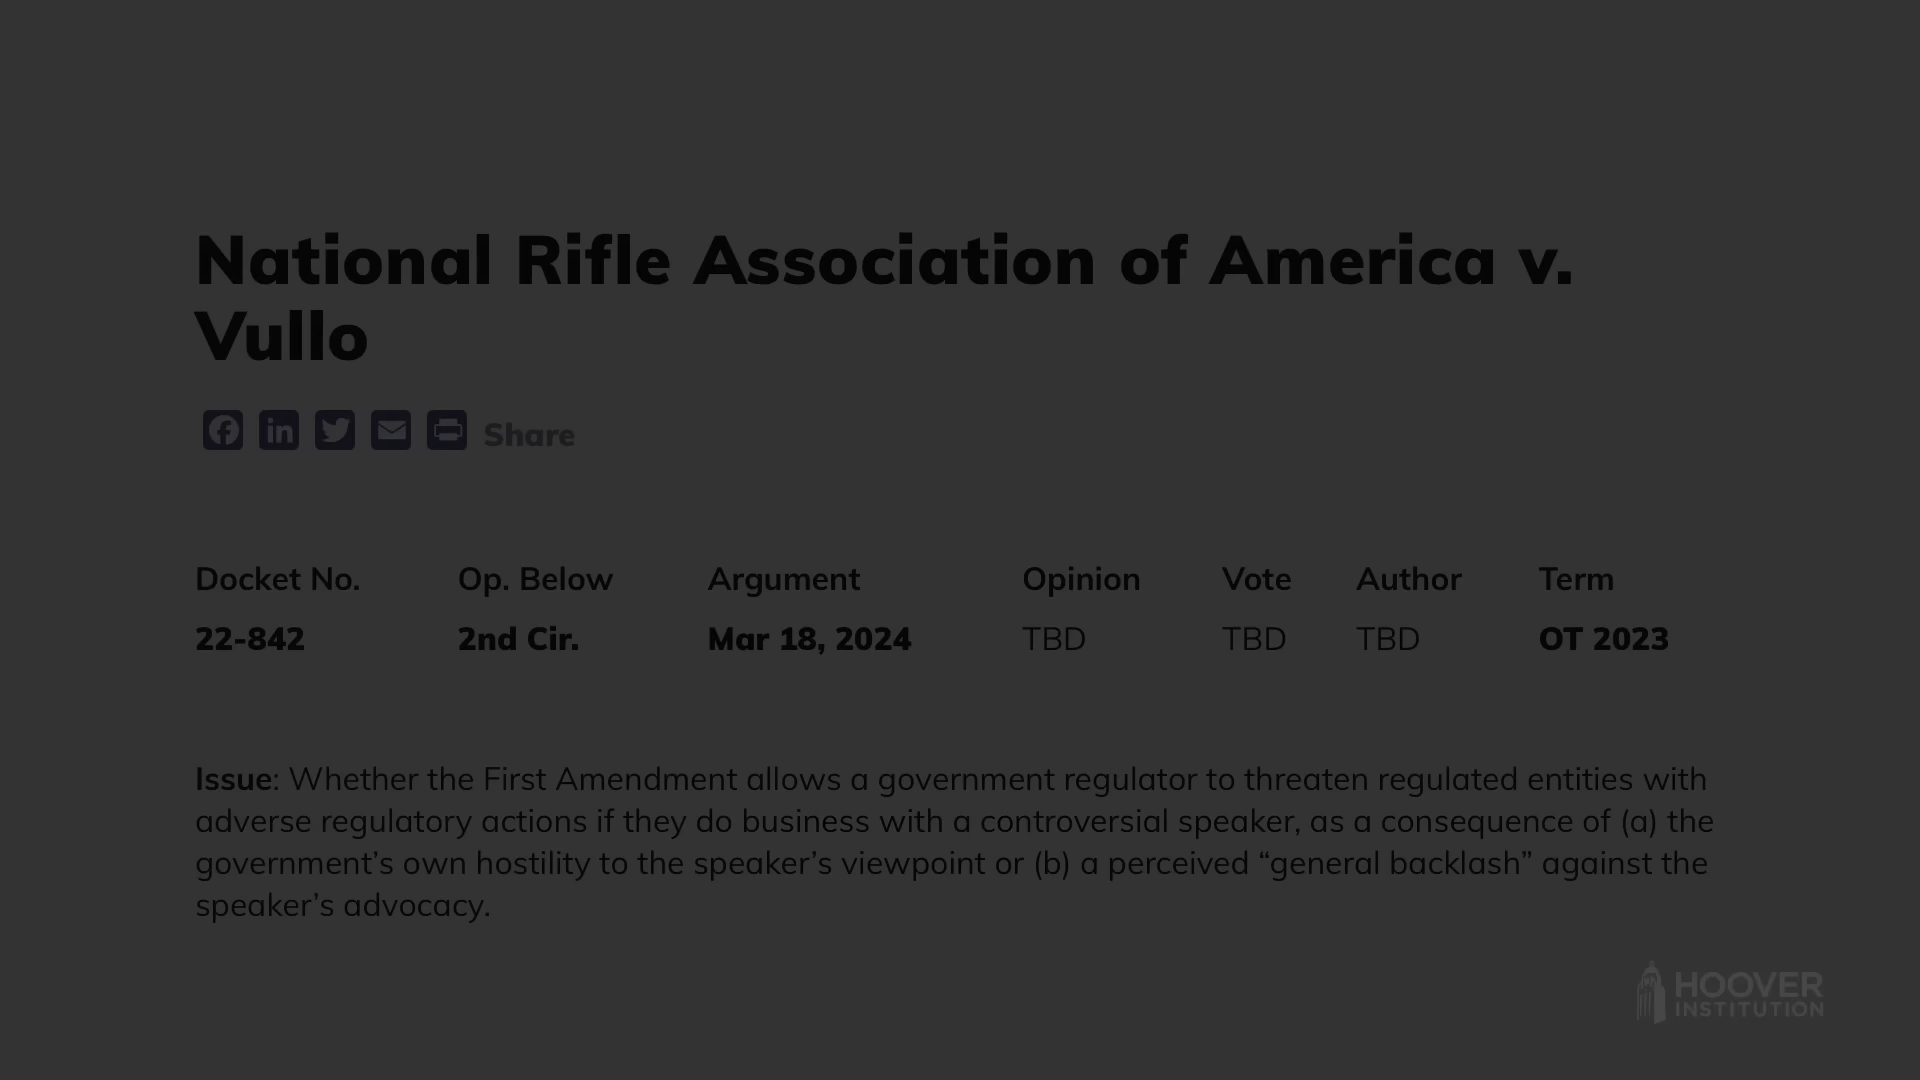 National Rifle Association of America v.
Vullo
Share
Docket No. Op. Below Argument Opinion Vote Author Term
22-842 2nd Cir. Mar 18, 2024 TBD TBD TBD OT 2023
Issue: Whether the First Amendment allows a government regulator to threaten regulated entities with
adverse regulatory actions if they do business with a controversial speaker, as a consequence of (a) the
government’s own hostility to the speaker’s viewpoint or (b) a perceived “general backlash” against the
speaker’s advocacy.
HOOVER
INSTITUTION